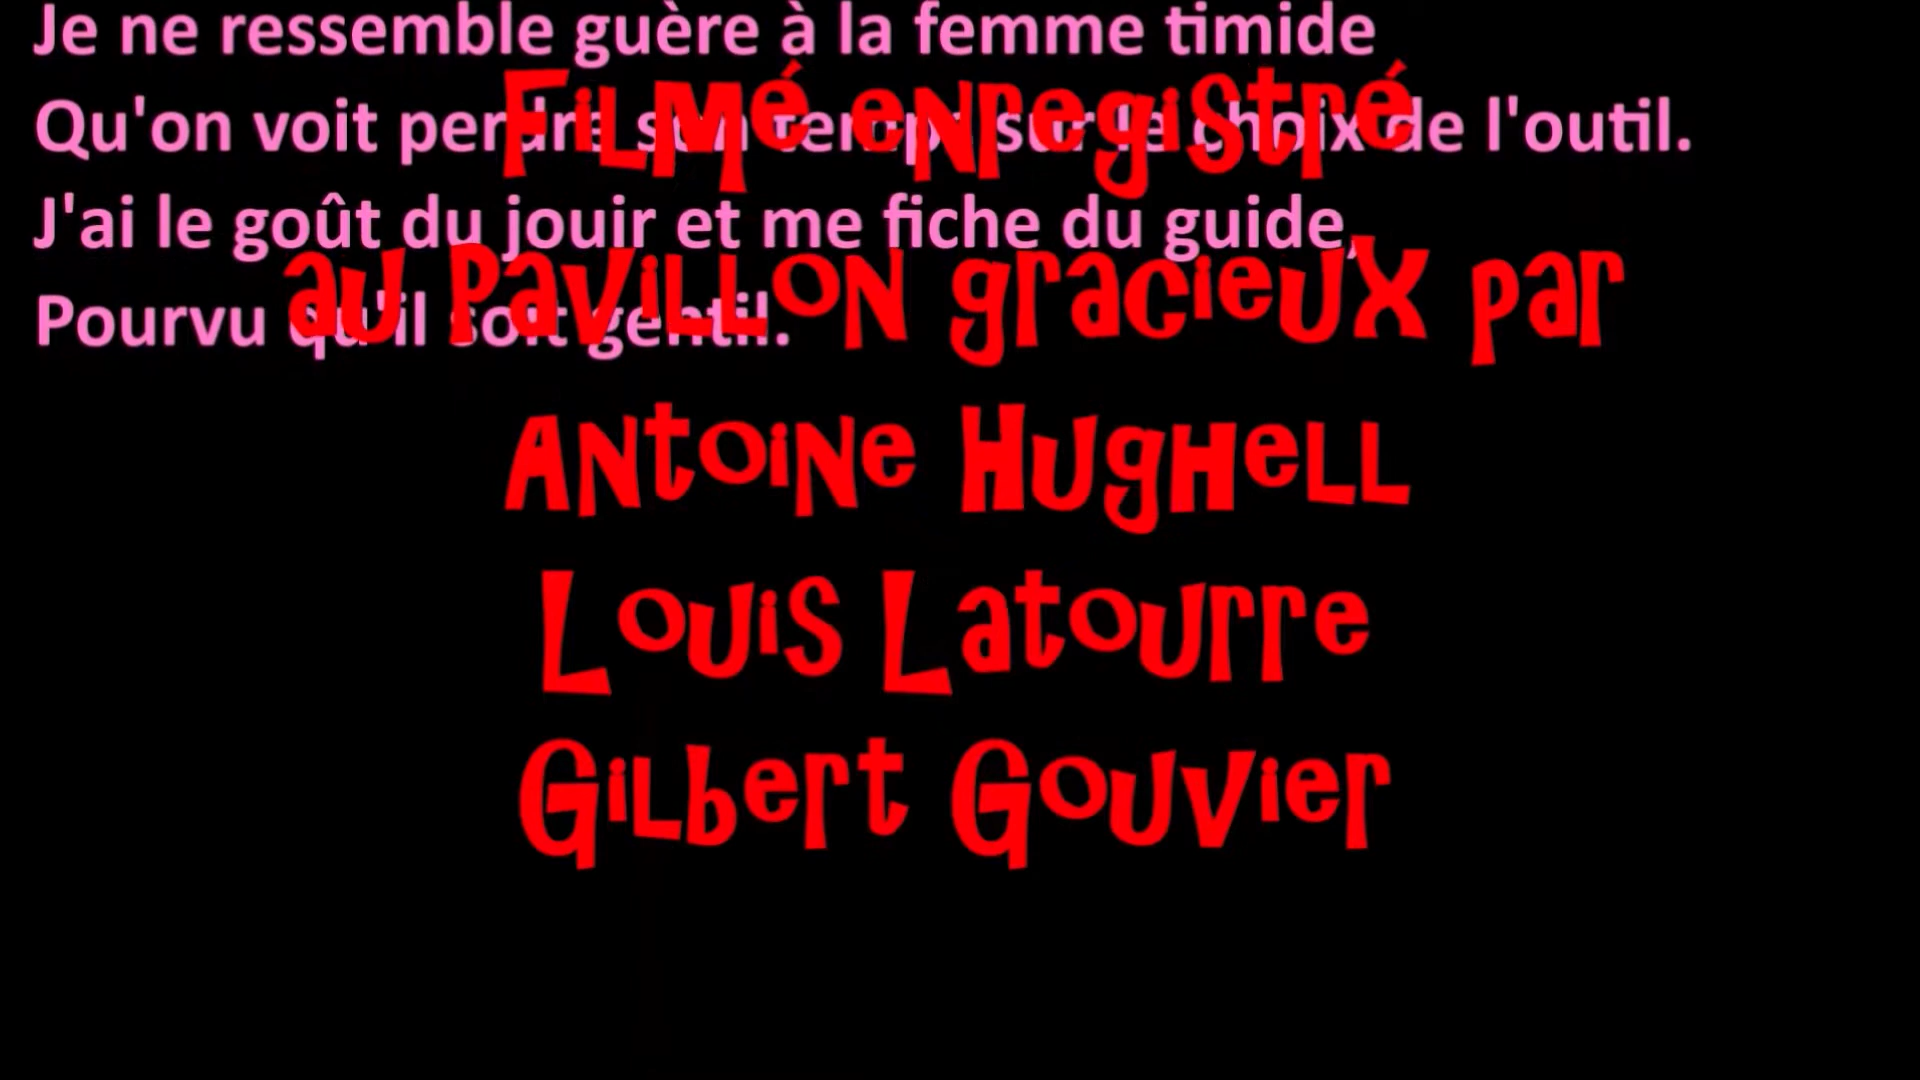 Je ne ressemble guère à la femme timide
Qu'on voit perdre son temps sur le choix de l'outil.
J'ai le goût du jouir et me fiche du guide,
Pourvu qu'il soit gentil.
Filmé enregistré
au Pavillon gracieux par
Antoine Hughell
Louis Latourre
Gilbert Gouvier